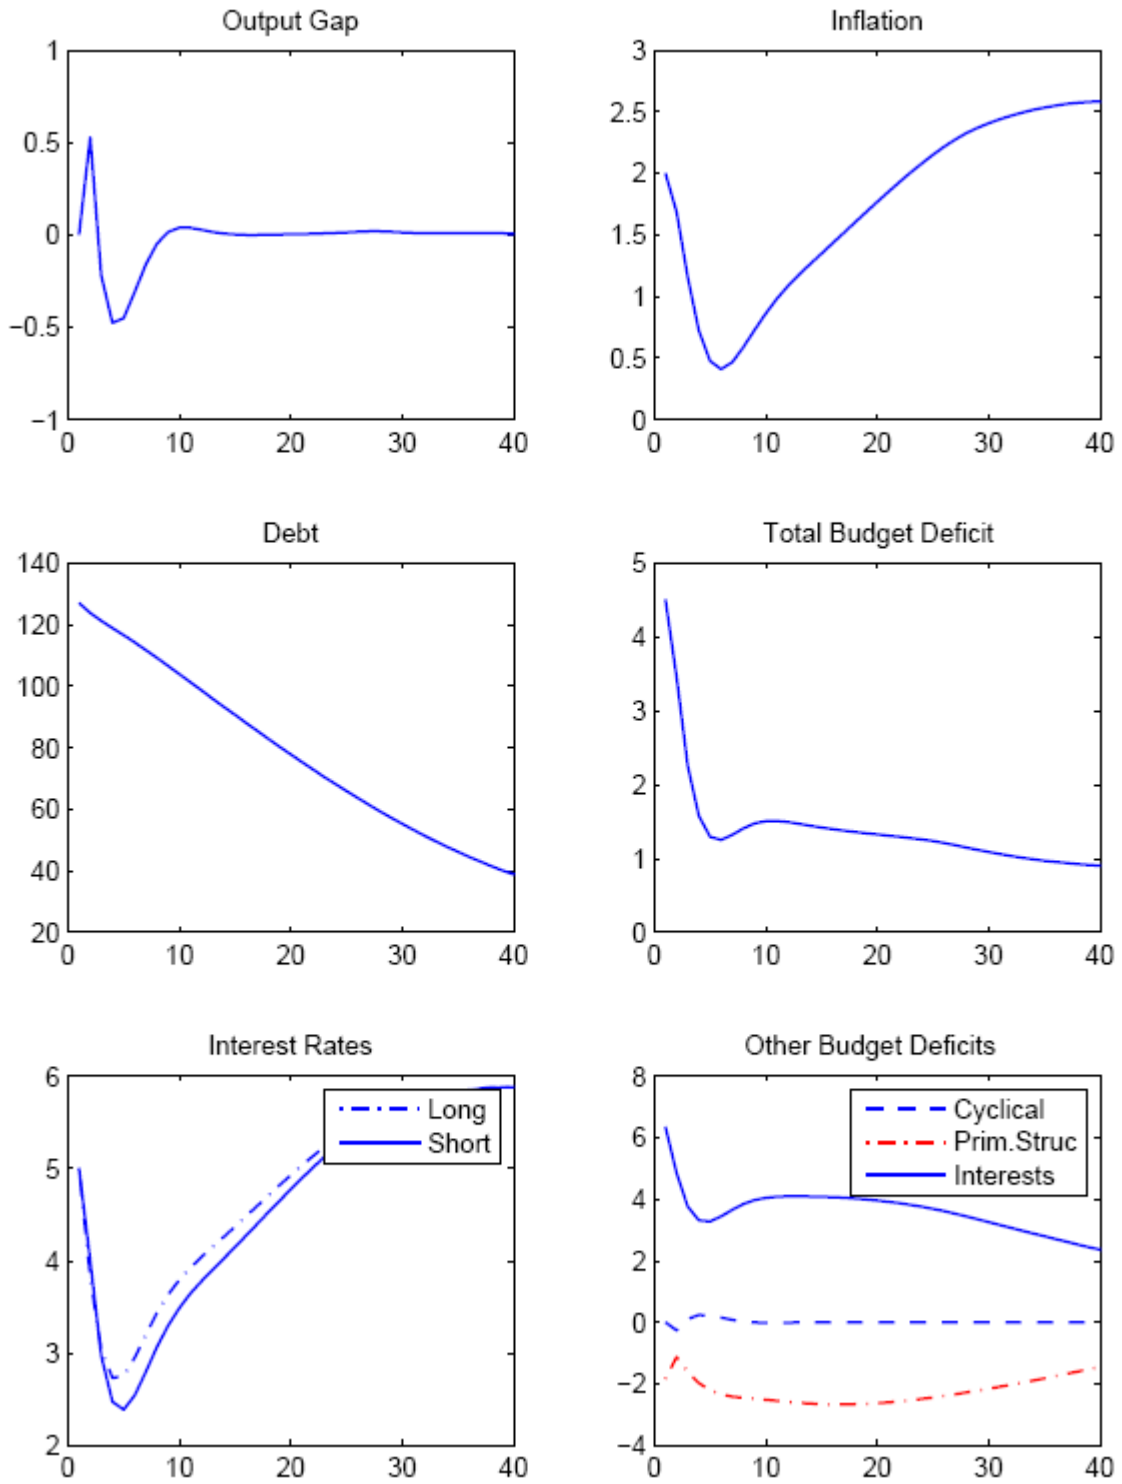 Output Gap
1
0.5
0
−0.5
−1
0 10 20 30 40
Inflation
3
2.5
2
1.5
1
0.5
0
0 10 20 30 40
Debt
140
120
100
80
60
40
20
0 10 20 30 40
Total Budget Deficit
5
4
3
2
1
0
0 10 20 30 40
Interest Rates
6
5
4
3
2
Long
Short
0 10 20 30 40
Other Budget Deficits
8
6
4
2
0
−2
−4
Cyclical
Prim.Struc
Interests
0 10 20 30 40